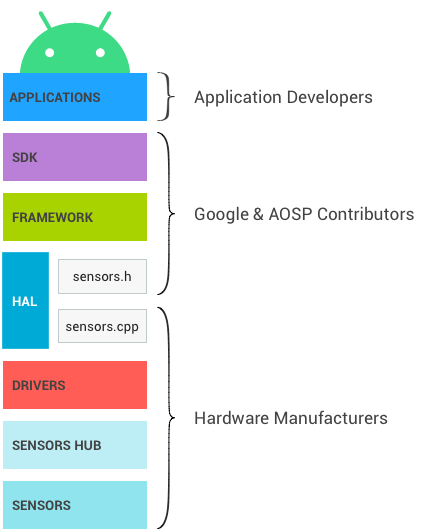 APPLICATIONS
Application Developers
SDK
FRAMEWORK
Google & AOSP Contributors
HAL
sensors.h
sensors.cpp
DRIVERS
Hardware Manufacturers
SENSORS HUB
SENSORS